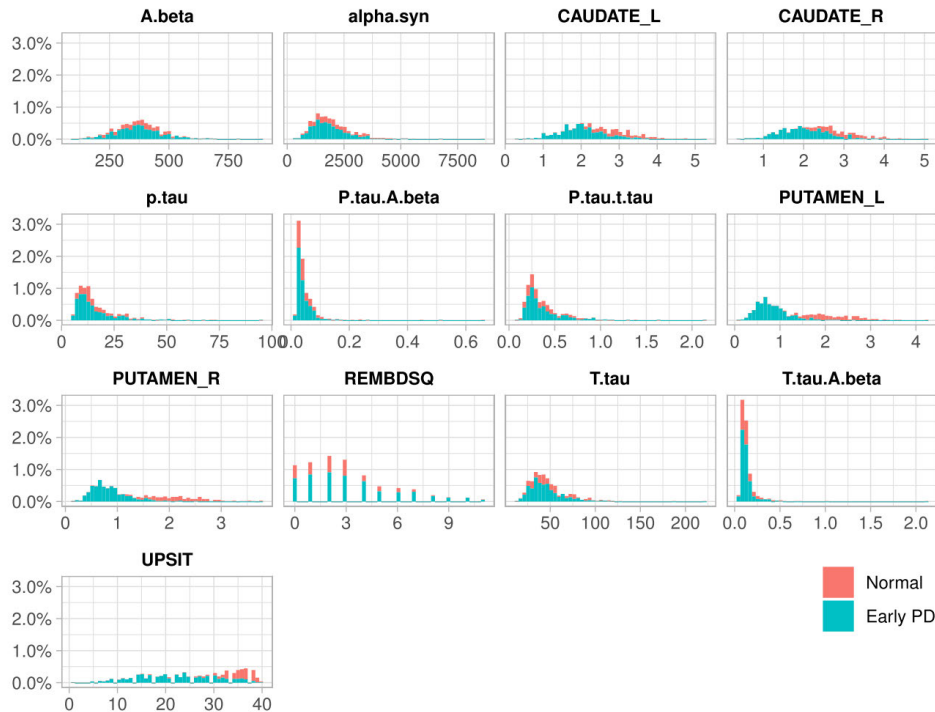 A.beta alpha.syn CAUDATE_L CAUDATE_R
3.0%
2.0%
1.0%
0.0%
250 500 750 0 2500 5000 7500 0 1 2 3 4 5 1 2 3 4 5
p.tau P.tau.A.beta P.tau.t.tau PUTAMEN_L
3.0%
2.0%
1.0%
0.0%
0 25 50 75 100 0.0 0.2 0.4 0.6 0.0 0.5 1.0 1.5 2.0 0 1 2 3 4
PUTAMEN_R REMBDSQ T.tau T.tau.A.beta
3.0%
2.0%
1.0%
0.0%
0 1 2 3 0 3 6 9 50 100 150 200 0.0 0.5 1.0 1.5 2.0
UPSIT
3.0%
2.0%
1.0%
0.0%
0 10 20 30 40
Normal
Early PD